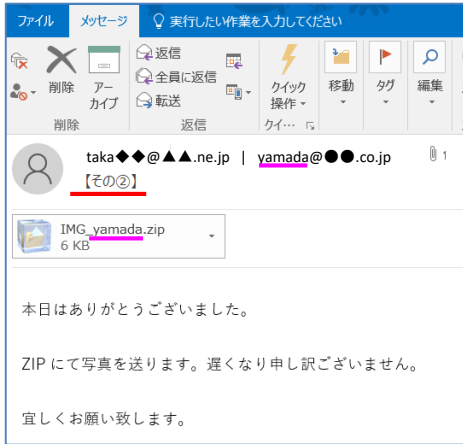 ファイル メッセージ 実行したい作業を入力してください
削除 アーカイブ 返信 全員に返信 転送 クイック操作 移動 タグ 編集
削除 返信 クイ…
taka◆◆@▲▲.ne.jp | yamada@●●.co.jp 1
【その②】
IMG_yamada.zip
6 KB
本日はありがとうございました。
ZIP にて写真を送ります。遅くなり申し訳ございません。
宜しくお願い致します。